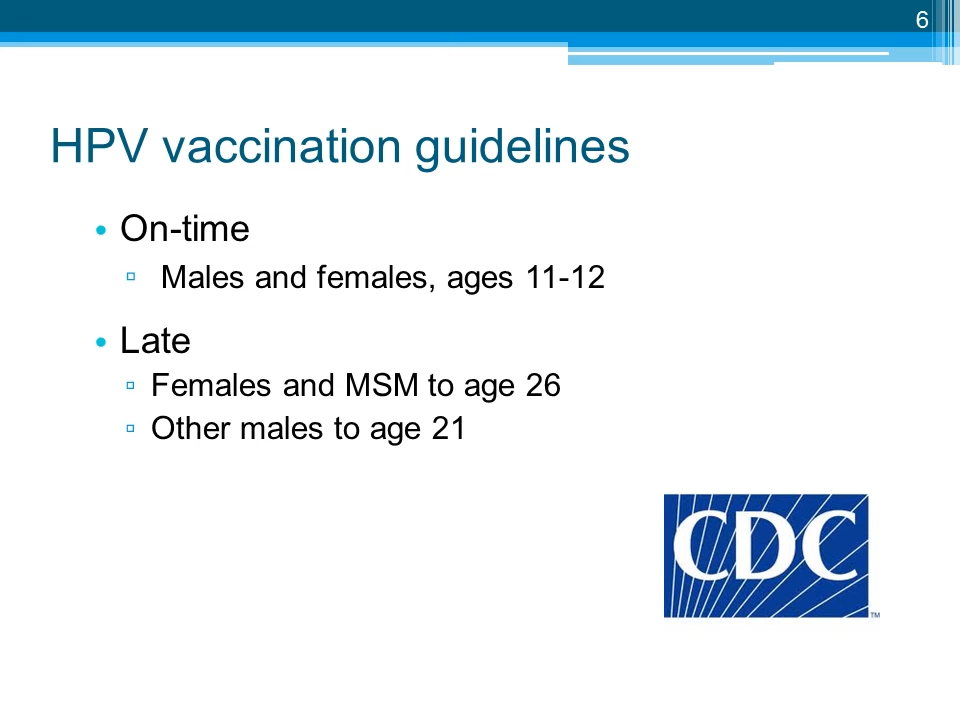 6
HPV vaccination guidelines
• On-time
▫ Males and females, ages 11-12
• Late
▫ Females and MSM to age 26
▫ Other males to age 21
CDC
™